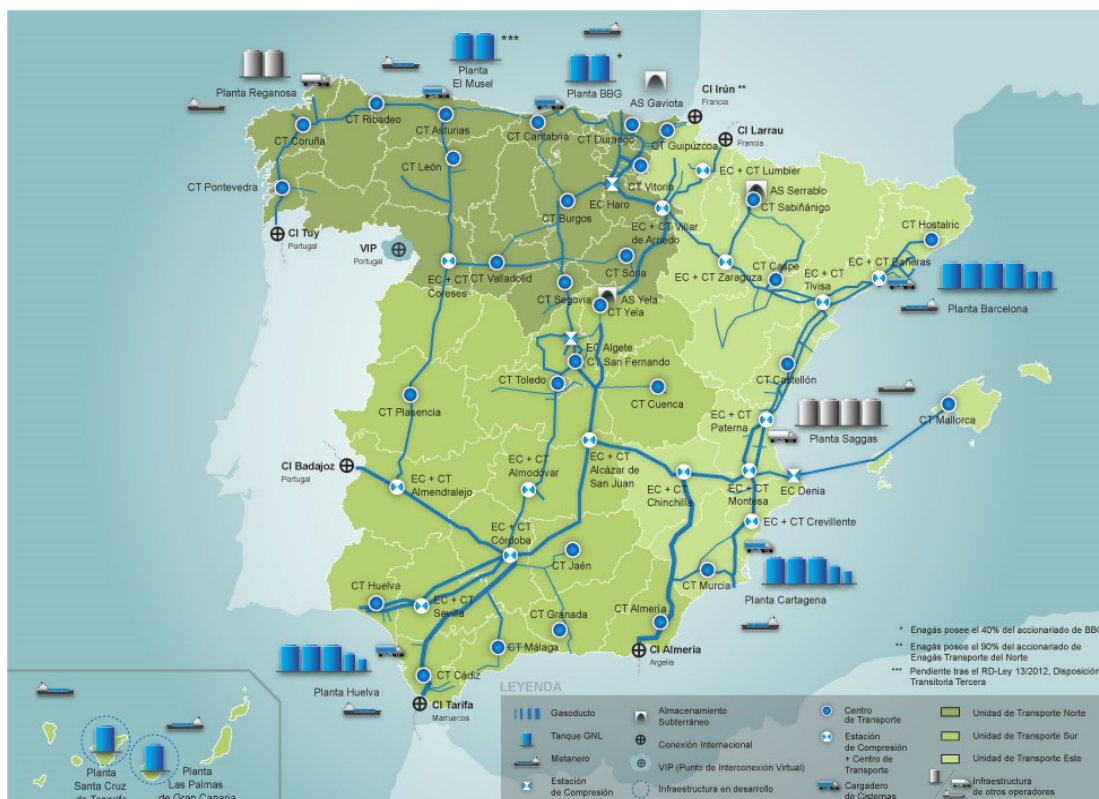 ***
Planta
El Musel
*
Planta BBG
Planta Reganosa
AS Gaviota
CI Irún **
Francia
CI Larrau
Francia
CT Ribadeo
CT Asturias
CT Cantabria
CT Durango
CT Guipúzcoa
CT Coruña
CT León
CT Vitoria
EC + CT Lumbier
AS Serrablo
CT Sabiñánigo
CT Pontevedra
EC Haro
CT Burgos
EC + CT Villar
de Arnedo
CT Hostalric
CI Tuy
Portugal
VIP
Portugal
EC + CT
Coreses
CT Valladolid
CT Soria
EC + CT Zaragoza
CT Caspe
EC + CT
Tivisa
EC + CT Bañeras
Planta Barcelona
CT Segovia
AS Yela
CT Yela
EC Algete
CT San Fernando
CT Toledo
CT Cuenca
CT Castellón
CT Plasencia
EC + CT
Paterna
Planta Saggas
CT Mallorca
CI Badajoz
Portugal
EC + CT
Almendralejo
EC + CT
Almodóvar
EC + CT
Alcázar de
San Juan
EC + CT
Chinchilla
EC + CT
Montesa
EC Denia
EC + CT Crevillente
EC + CT
Córdoba
CT Jaén
CT Murcia
Planta Cartagena
CT Huelva
EC + CT
Sevilla
CT Granada
CT Almería
CI Almería
Argelia
CT Málaga
CT Cádiz
Planta Huelva
CI Tarifa
Marruecos
* Enagás posee el 40% del accionariado de BBG
** Enagás posee el 90% del accionariado de
Enagás Transporte del Norte
*** Pendiente tras el RD-Ley 13/2012, Disposición
Transitoria Tercera
Planta
Santa Cruz
de Tenerife
Planta
Las Palmas
de Gran Canaria
LEYENDA
Gasoducto
Tanque GNL
Metanero
Estación de
Compresión
Almacenamiento
Subterráneo
Conexión Internacional
VIP (Punto de Interconexión Virtual)
Infraestructura en desarrollo
Centro
de Transporte
Estación
de Compresión
+ Centro de
Transporte
Cargadero
de Cisternas
Unidad de Transporte Norte
Unidad de Transporte Sur
Unidad de Transporte Este
Infraestructura
de otros operadores